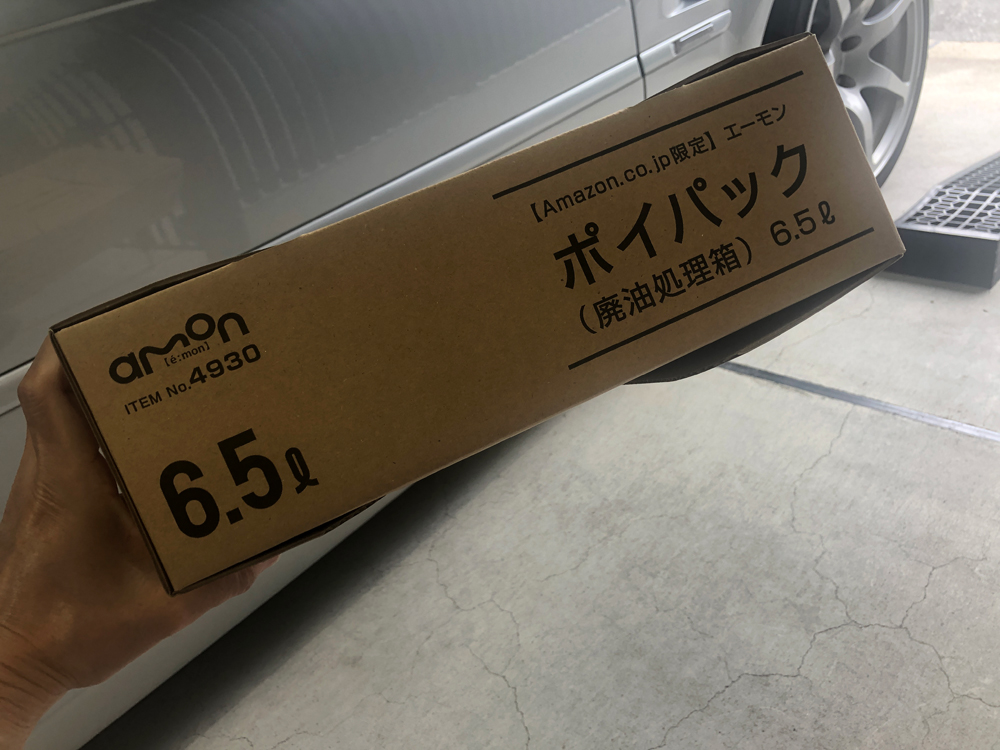 【Amazon.co.jp限定】エーモン
ポイパック
（廃油処理箱）6.5ℓ
amon
[é:mon]
ITEM No.4930
6.5ℓ